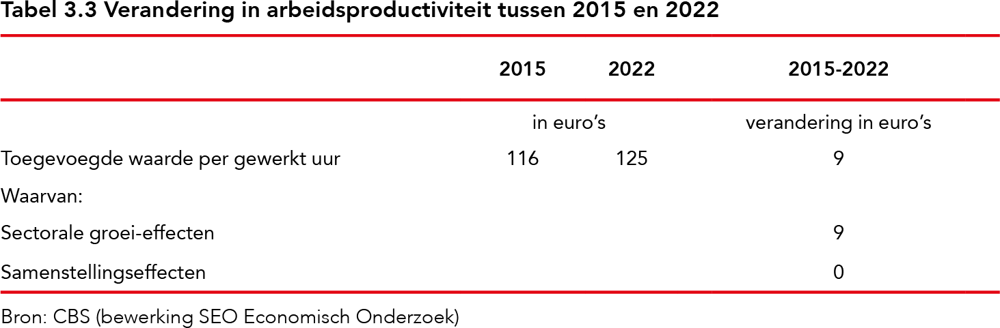 Tabel 3.3 Verandering in arbeidsproductiviteit tussen 2015 en 2022
2015 2022 2015-2022
in euro’s verandering in euro’s
Toegevoegde waarde per gewerkt uur 116 125 9
Waarvan:
Sectorale groei-effecten 9
Samenstellingseffecten 0
Bron: CBS (bewerking SEO Economisch Onderzoek)